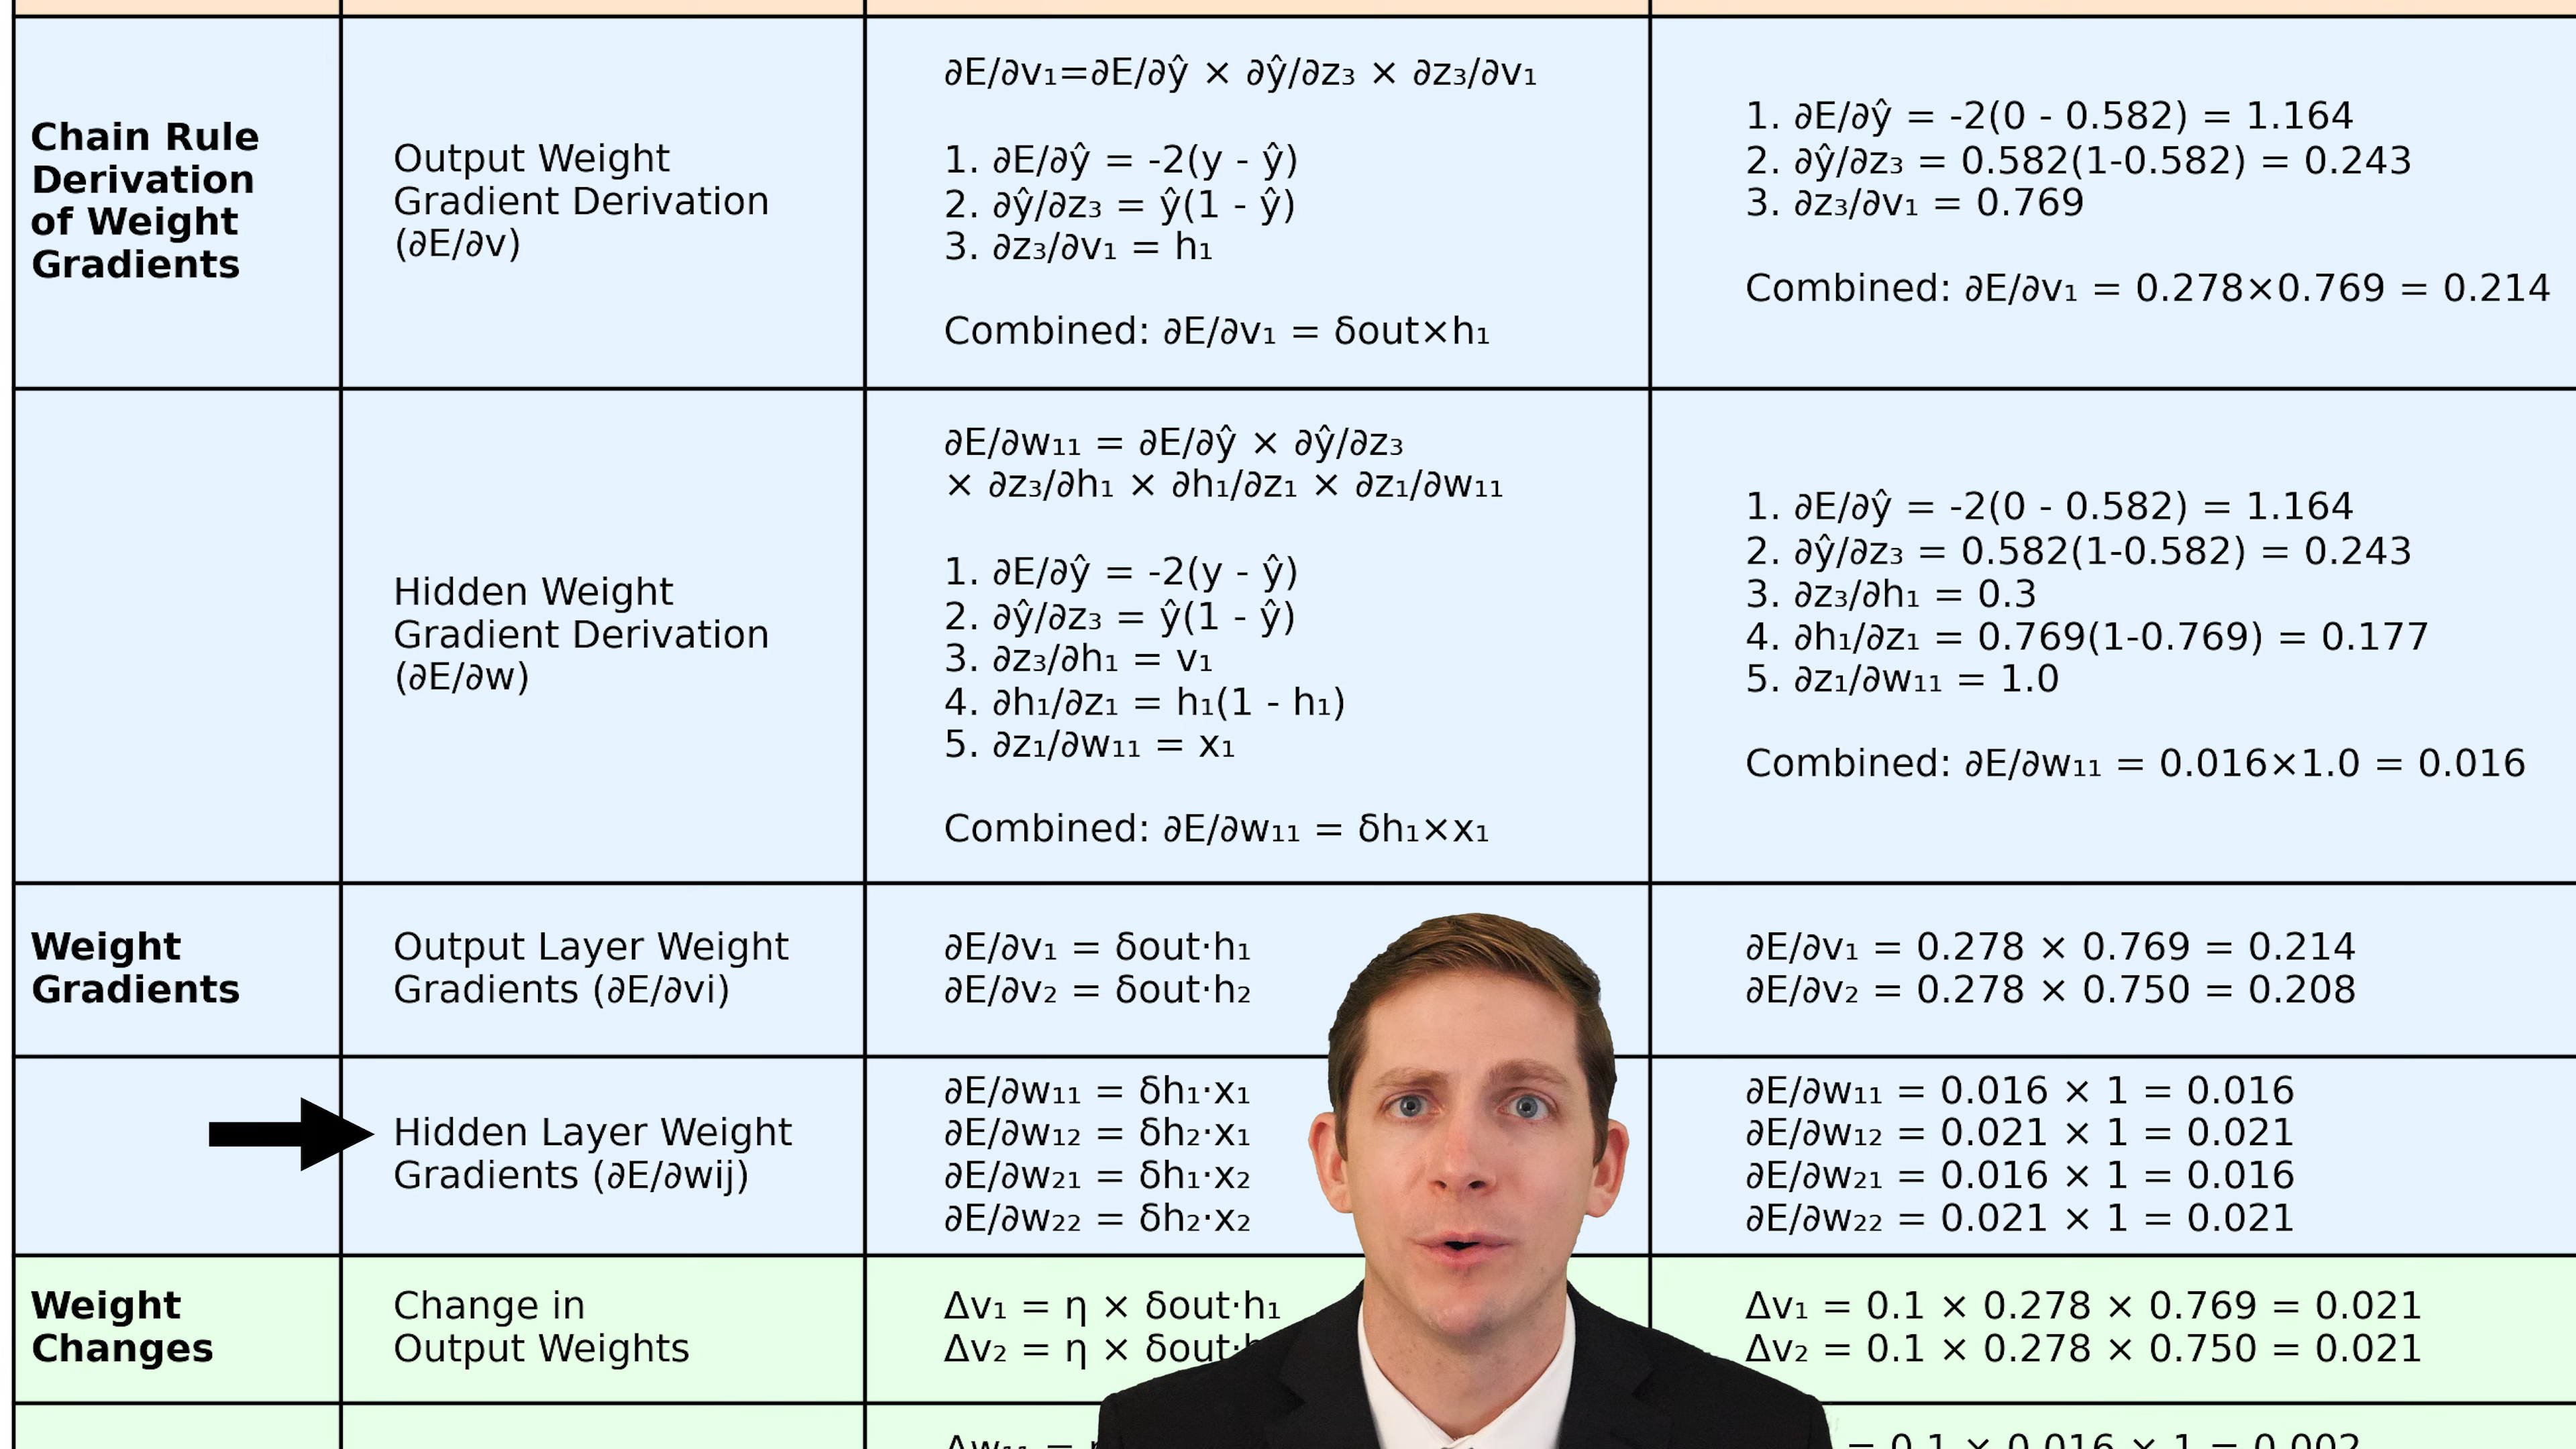 Chain Rule
Derivation
of Weight
Gradients
Output Weight
Gradient Derivation
(∂E/∂v)
∂E/∂v₁=∂E/∂ŷ × ∂ŷ/∂z₃ × ∂z₃/∂v₁
1. ∂E/∂ŷ = -2(y - ŷ)
2. ∂ŷ/∂z₃ = ŷ(1 - ŷ)
3. ∂z₃/∂v₁ = h₁
Combined: ∂E/∂v₁ = δout×h₁
1. ∂E/∂ŷ = -2(0 - 0.582) = 1.164
2. ∂ŷ/∂z₃ = 0.582(1-0.582) = 0.243
3. ∂z₃/∂v₁ = 0.769
Combined: ∂E/∂v₁ = 0.278×0.769 = 0.214
Hidden Weight
Gradient Derivation
(∂E/∂w)
∂E/∂w₁₁ = ∂E/∂ŷ × ∂ŷ/∂z₃
× ∂z₃/∂h₁ × ∂h₁/∂z₁ × ∂z₁/∂w₁₁
1. ∂E/∂ŷ = -2(y - ŷ)
2. ∂ŷ/∂z₃ = ŷ(1 - ŷ)
3. ∂z₃/∂h₁ = v₁
4. ∂h₁/∂z₁ = h₁(1 - h₁)
5. ∂z₁/∂w₁₁ = x₁
Combined: ∂E/∂w₁₁ = δh₁×x₁
1. ∂E/∂ŷ = -2(0 - 0.582) = 1.164
2. ∂ŷ/∂z₃ = 0.582(1-0.582) = 0.243
3. ∂z₃/∂h₁ = 0.3
4. ∂h₁/∂z₁ = 0.769(1-0.769) = 0.177
5. ∂z₁/∂w₁₁ = 1.0
Combined: ∂E/∂w₁₁ = 0.016×1.0 = 0.016
Weight
Gradients
Output Layer Weight
Gradients (∂E/∂vi)
∂E/∂v₁ = δout·h₁
∂E/∂v₂ = δout·h₂
∂E/∂v₁ = 0.278 × 0.769 = 0.214
∂E/∂v₂ = 0.278 × 0.750 = 0.208
Hidden Layer Weight
Gradients (∂E/∂wij)
∂E/∂w₁₁ = δh₁·x₁
∂E/∂w₁₂ = δh₂·x₁
∂E/∂w₂₁ = δh₁·x₂
∂E/∂w₂₂ = δh₂·x₂
∂E/∂w₁₁ = 0.016 × 1 = 0.016
∂E/∂w₁₂ = 0.021 × 1 = 0.021
∂E/∂w₂₁ = 0.016 × 1 = 0.016
∂E/∂w₂₂ = 0.021 × 1 = 0.021
Weight
Changes
Change in
Output Weights
Δv₁ = η × δout·h₁
Δv₂ = η × δout·
Δv₁ = 0.1 × 0.278 × 0.769 = 0.021
Δv₂ = 0.1 × 0.278 × 0.750 = 0.021
Δw₁₁ =
= 0.1 × 0.016 × 1 = 0.002